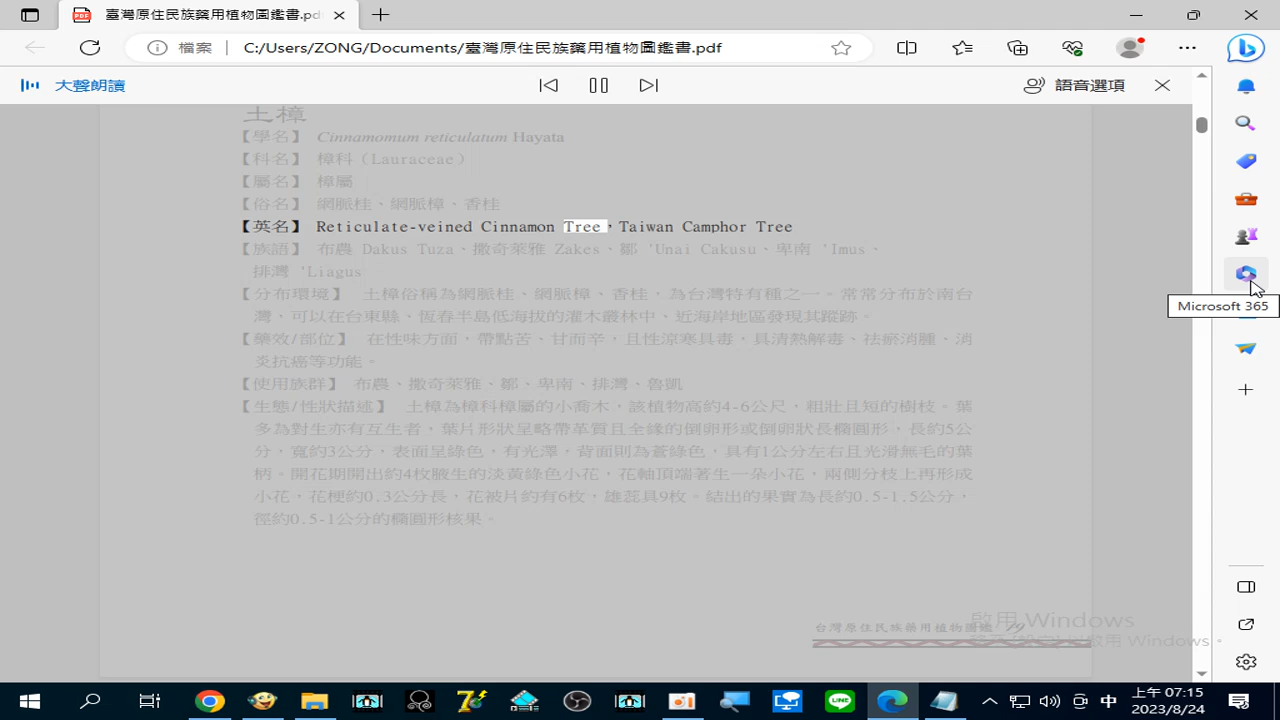 臺灣原住民族藥用植物圖鑑書.pdf
檔案 C:/Users/ZONG/Documents/臺灣原住民族藥用植物圖鑑書.pdf
大聲朗讀
語音選項
土樟
【學名】 Cinnamomum reticulatum Hayata
【科名】 樟科（Lauraceae）
【屬名】 樟屬
【俗名】 網脈桂、網脈樟、香桂
【英名】 Reticulate-veined Cinnamon Tree，Taiwan Camphor Tree
【族語】 布農 Dakus Tuza、撒奇萊雅 Zakes、鄒 'Unai Cakusu、卑南 'Imus、
排灣 'Liagus
【分布環境】 土樟俗稱為網脈桂、網脈樟、香桂，為台灣特有種之一。常常分布於南台
灣，可以在台東縣、恆春半島低海拔的灌木叢林中，近海岸地區發現其蹤跡。
【藥效/部位】 在性味方面，帶點苦、甘而辛，且性涼寒具毒，具清熱解毒、袪瘀消腫、消
炎抗癌等功能。
【使用族群】 布農、撒奇萊雅、鄒、卑南、排灣、魯凱
【生態/性狀描述】 土樟為樟科樟屬的小喬木，該植物高約4-6公尺，粗壯且短的樹枝。葉
多為對生亦有互生者，葉片形狀呈略帶革質且全緣的倒卵形或倒卵狀長橢圓形，長約5公
分，寬約3公分，表面呈綠色，有光澤，背面則為蒼綠色，具有1公分左右且光滑無毛的葉
柄。開花期開出約4枚腋生的淡黃綠色小花，花軸頂端著生一朵小花，兩側分枝上再形成
小花，花梗約0.3公分長，花被片約有6枚，雄蕊具9枚。結出的果實為長約0.5-1.5公分，
徑約0.5-1公分的橢圓形核果。
台灣原住民族藥用植物圖鑑
啟用 Windows
Microsoft 365
中
上午 07:15
2023/8/24